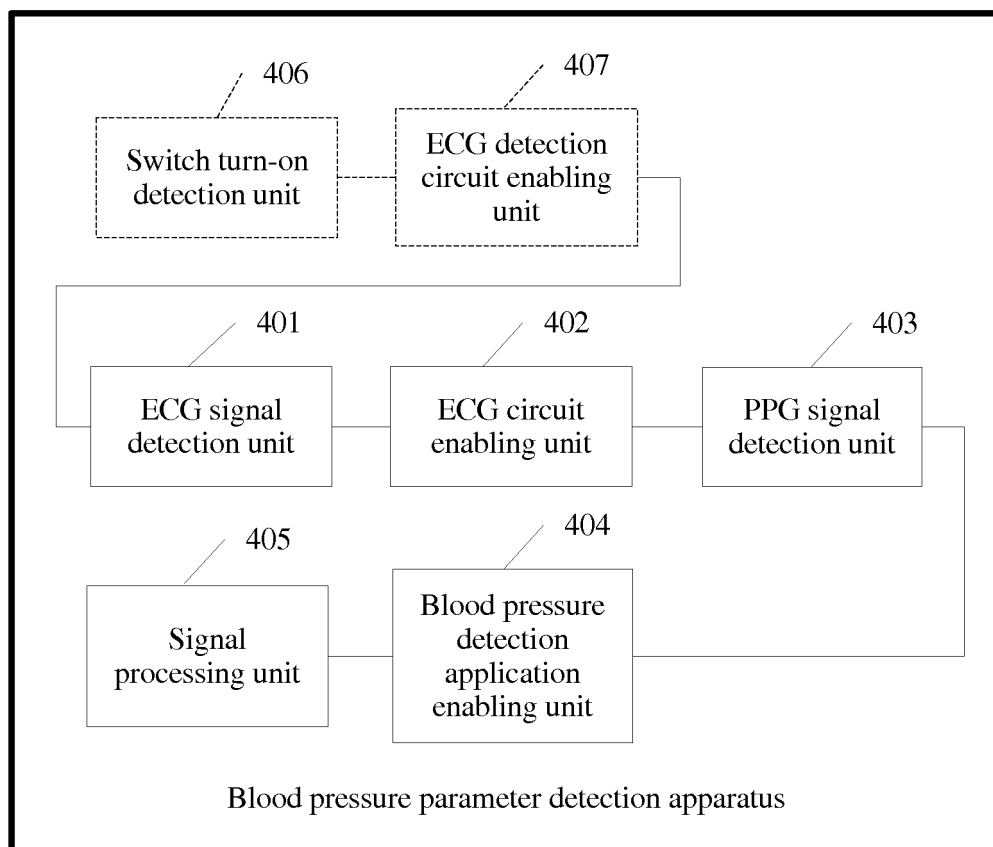 406
407
Switch turn-on
detection unit
ECG detection
circuit enabling
unit
401
402
403
ECG signal
detection unit
ECG circuit
enabling unit
PPG signal
detection unit
405
404
Signal
processing unit
Blood pressure
detection
application
enabling unit
Blood pressure parameter detection apparatus